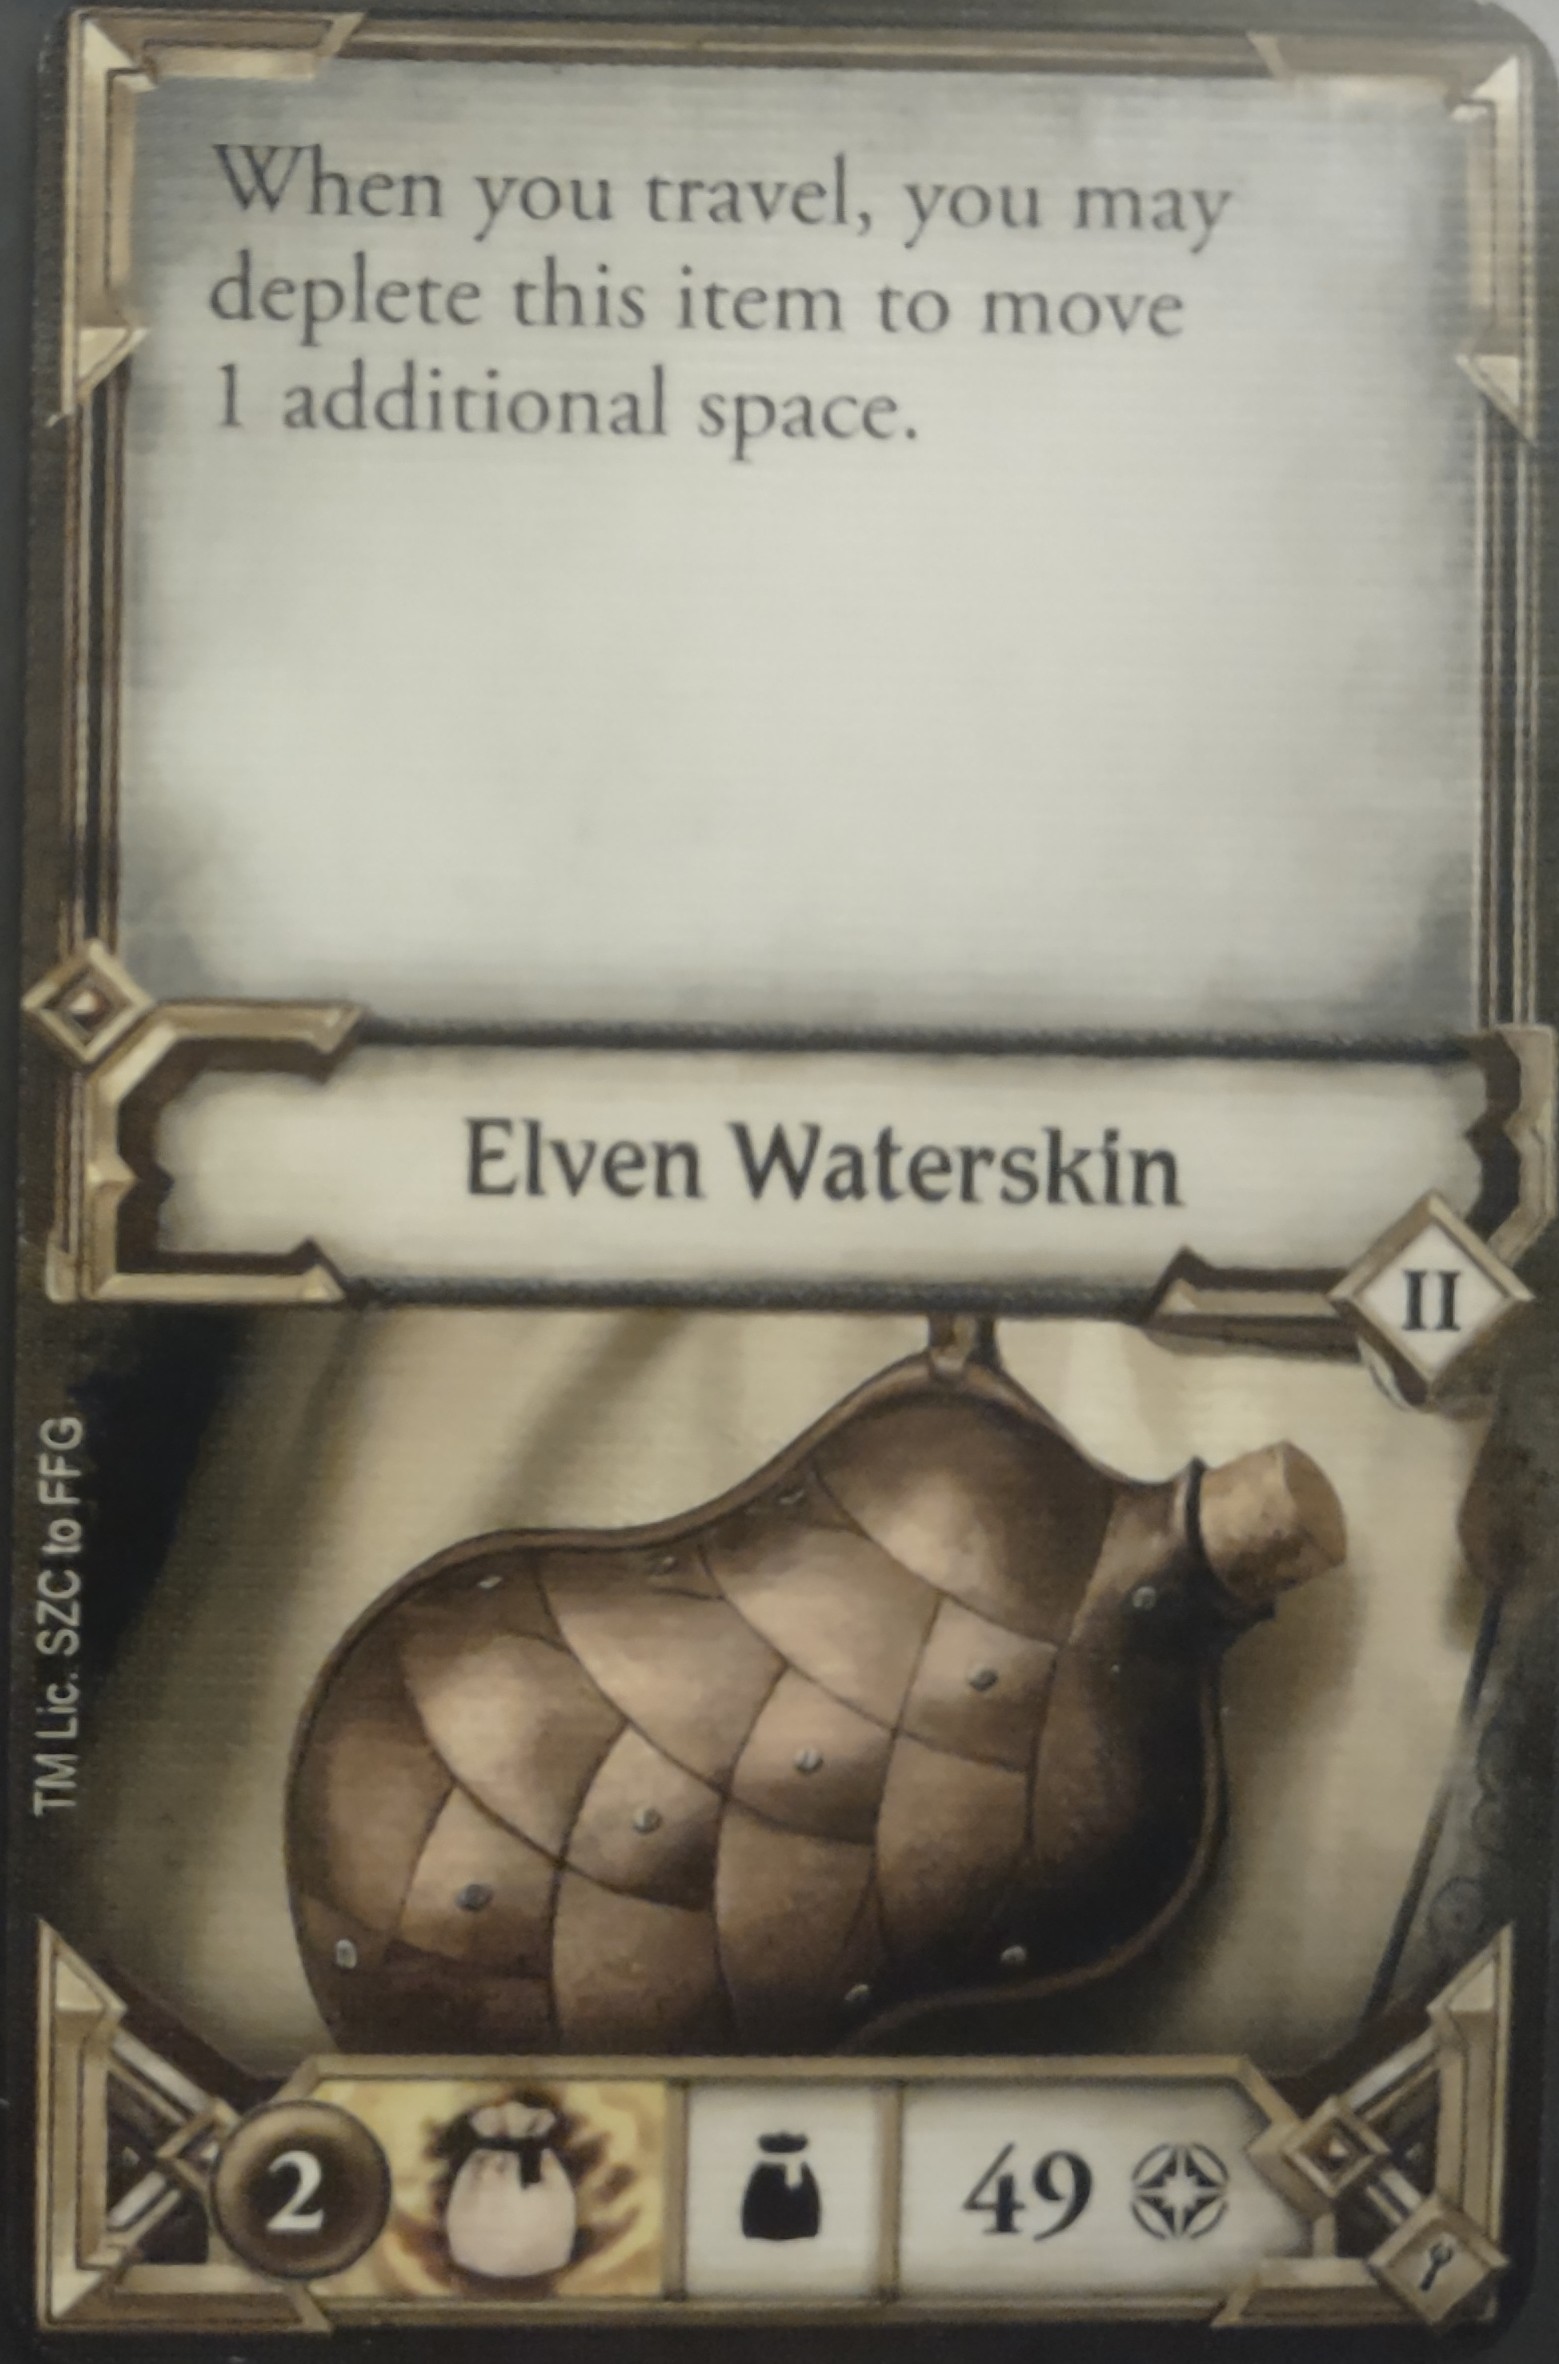 When you travel, you may
deplete this item to move
1 additional space.
Elven Waterskin
II
TM Lic. SZC to FFG
2
49